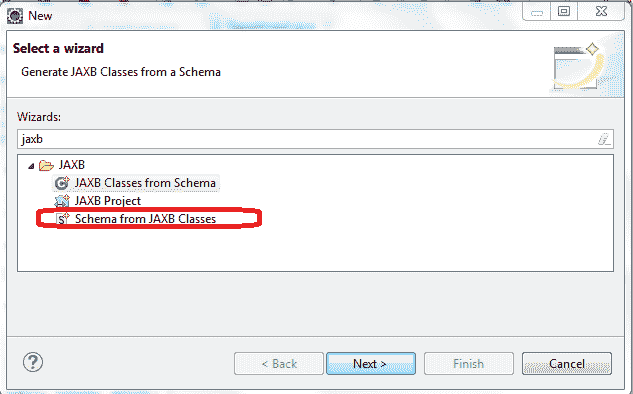 New
Select a wizard
Generate JAXB Classes from a Schema
Wizards:
jaxb
JAXB
JAXB Classes from Schema
JAXB Project
Schema from JAXB Classes
< Back Next > Finish Cancel